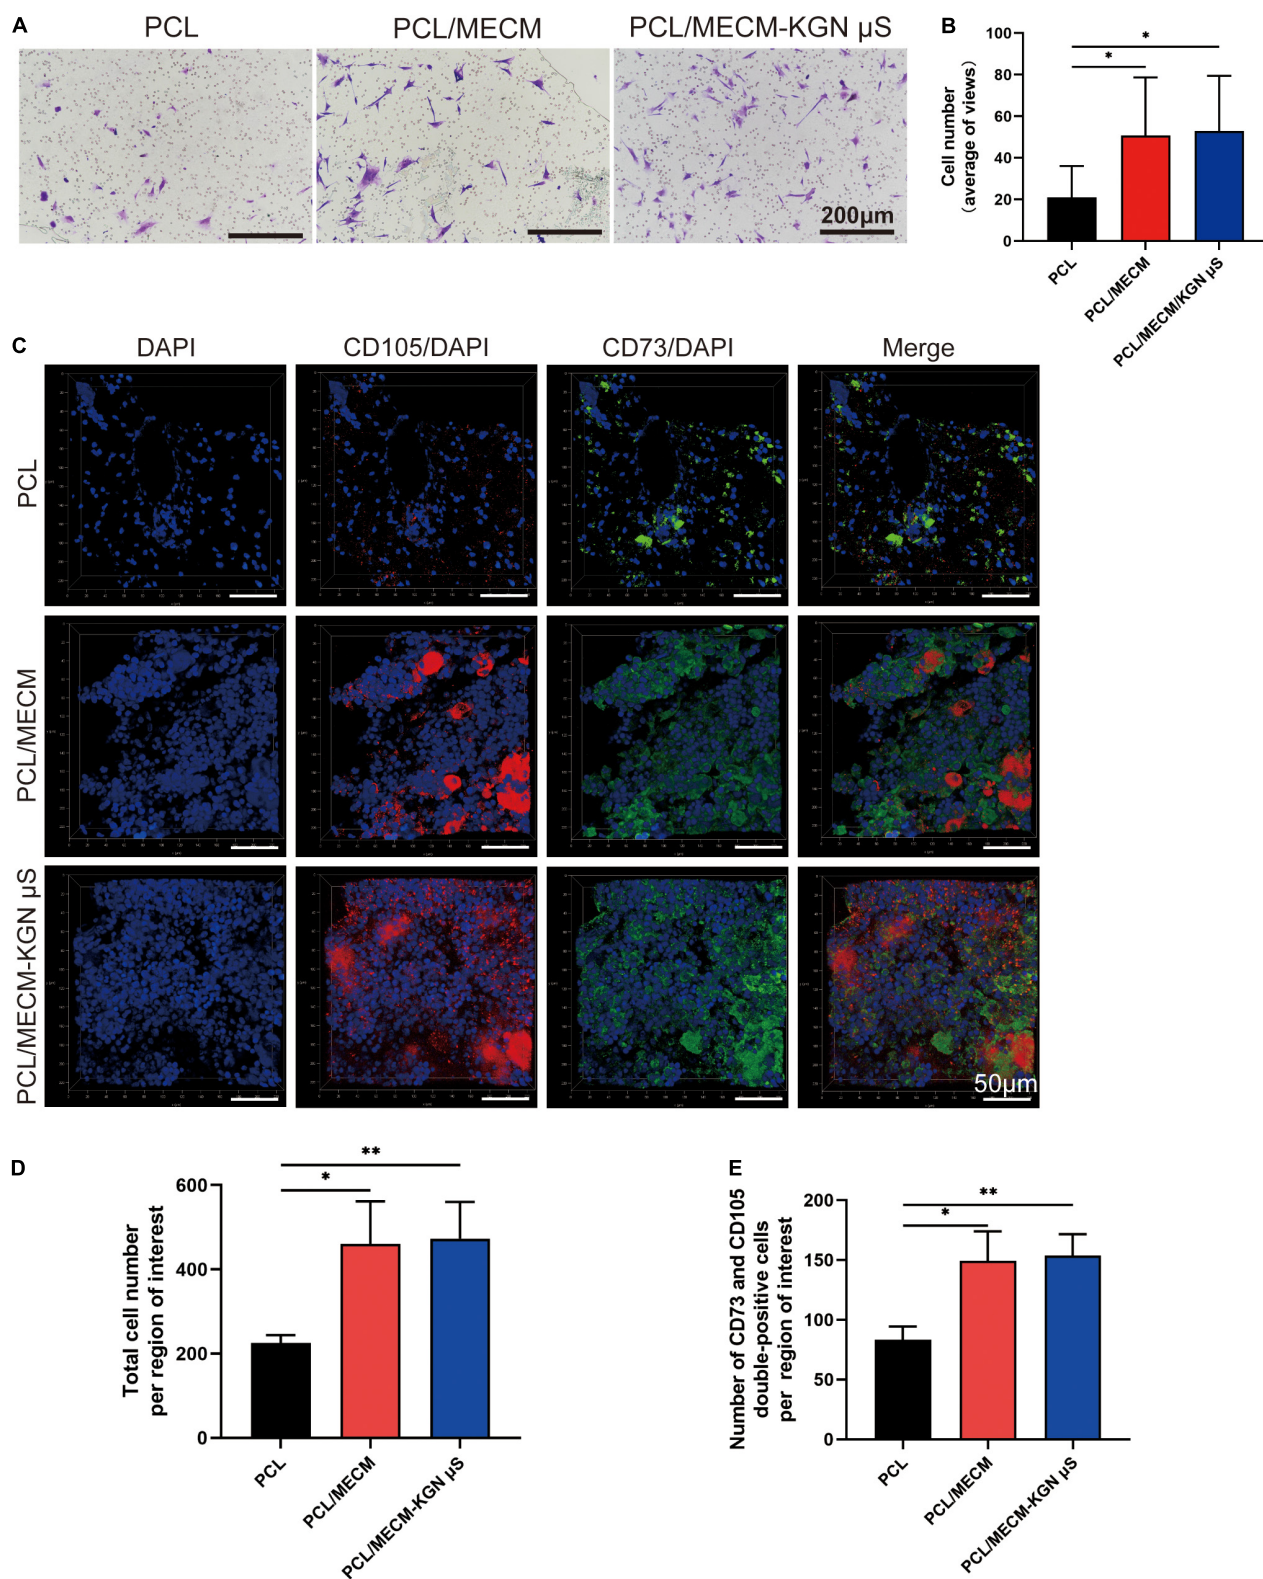 A
PCL
PCL/MECM
PCL/MECM-KGN µS
200µm
B
Cell number
(average of views)
100
80
60
40
20
0
*
*
PCL
PCL/MECM
PCL/MECM/KGN µS
C
DAPI
CD105/DAPI
CD73/DAPI
Merge
PCL
PCL/MECM
PCL/MECM-KGN µS
50µm
D
Total cell number
per region of interest
600
400
200
0
**
*
PCL
PCL/MECM
PCL/MECM-KGN µS
E
Number of CD73 and CD105
double-positive cells
per region of interest
200
150
100
50
0
**
*
PCL
PCL/MECM
PCL/MECM-KGN µS